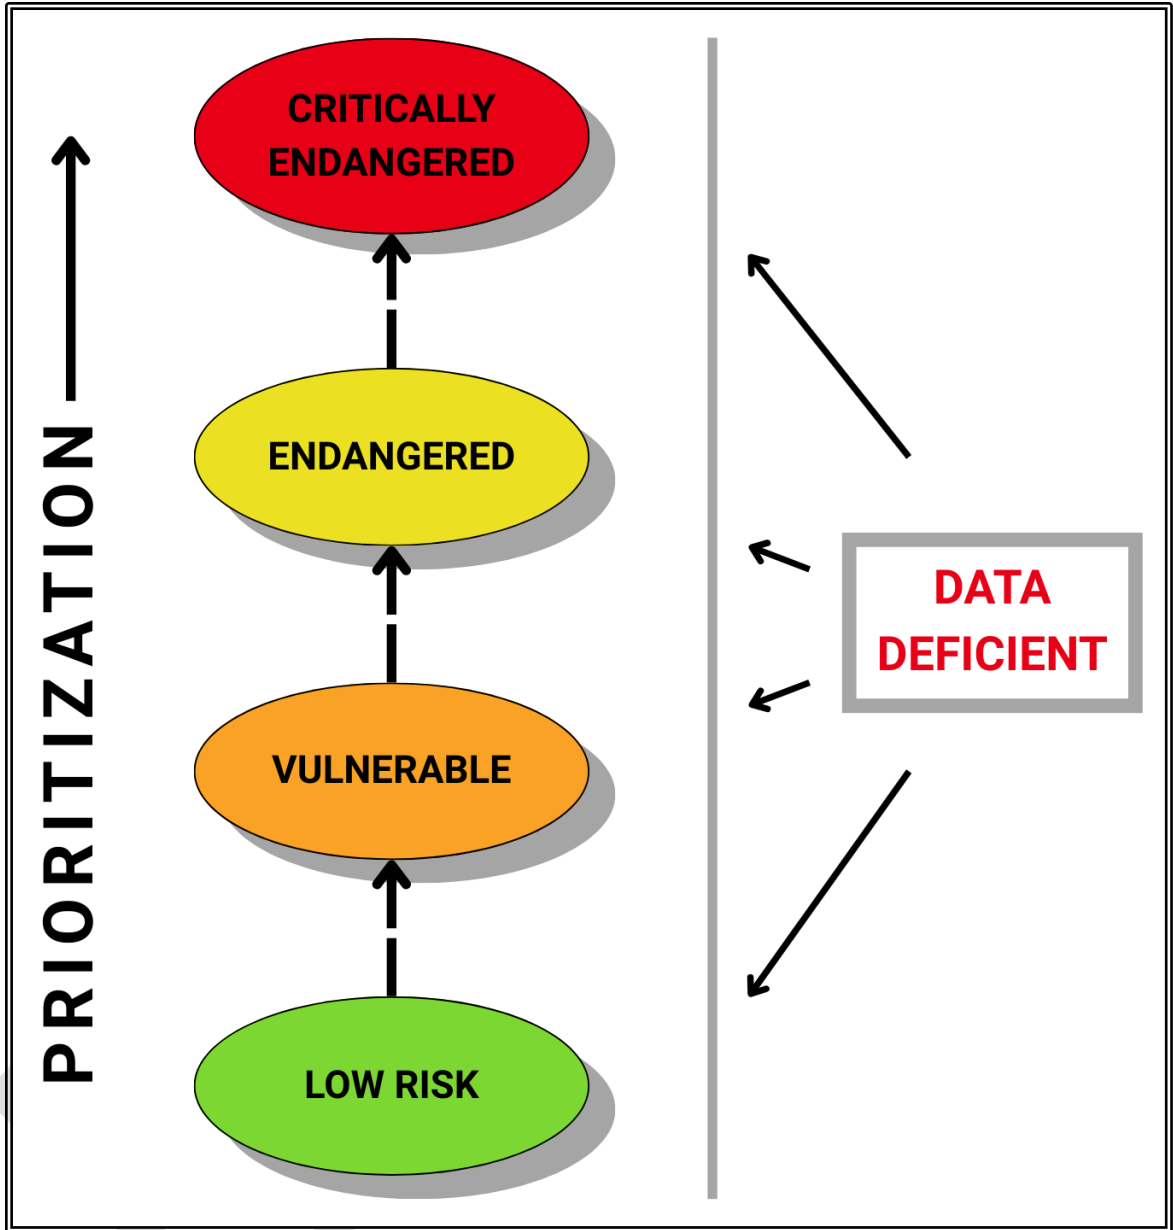 PRIORITIZATION
CRITICALLY
ENDANGERED
ENDANGERED
VULNERABLE
LOW RISK
DATA
DEFICIENT